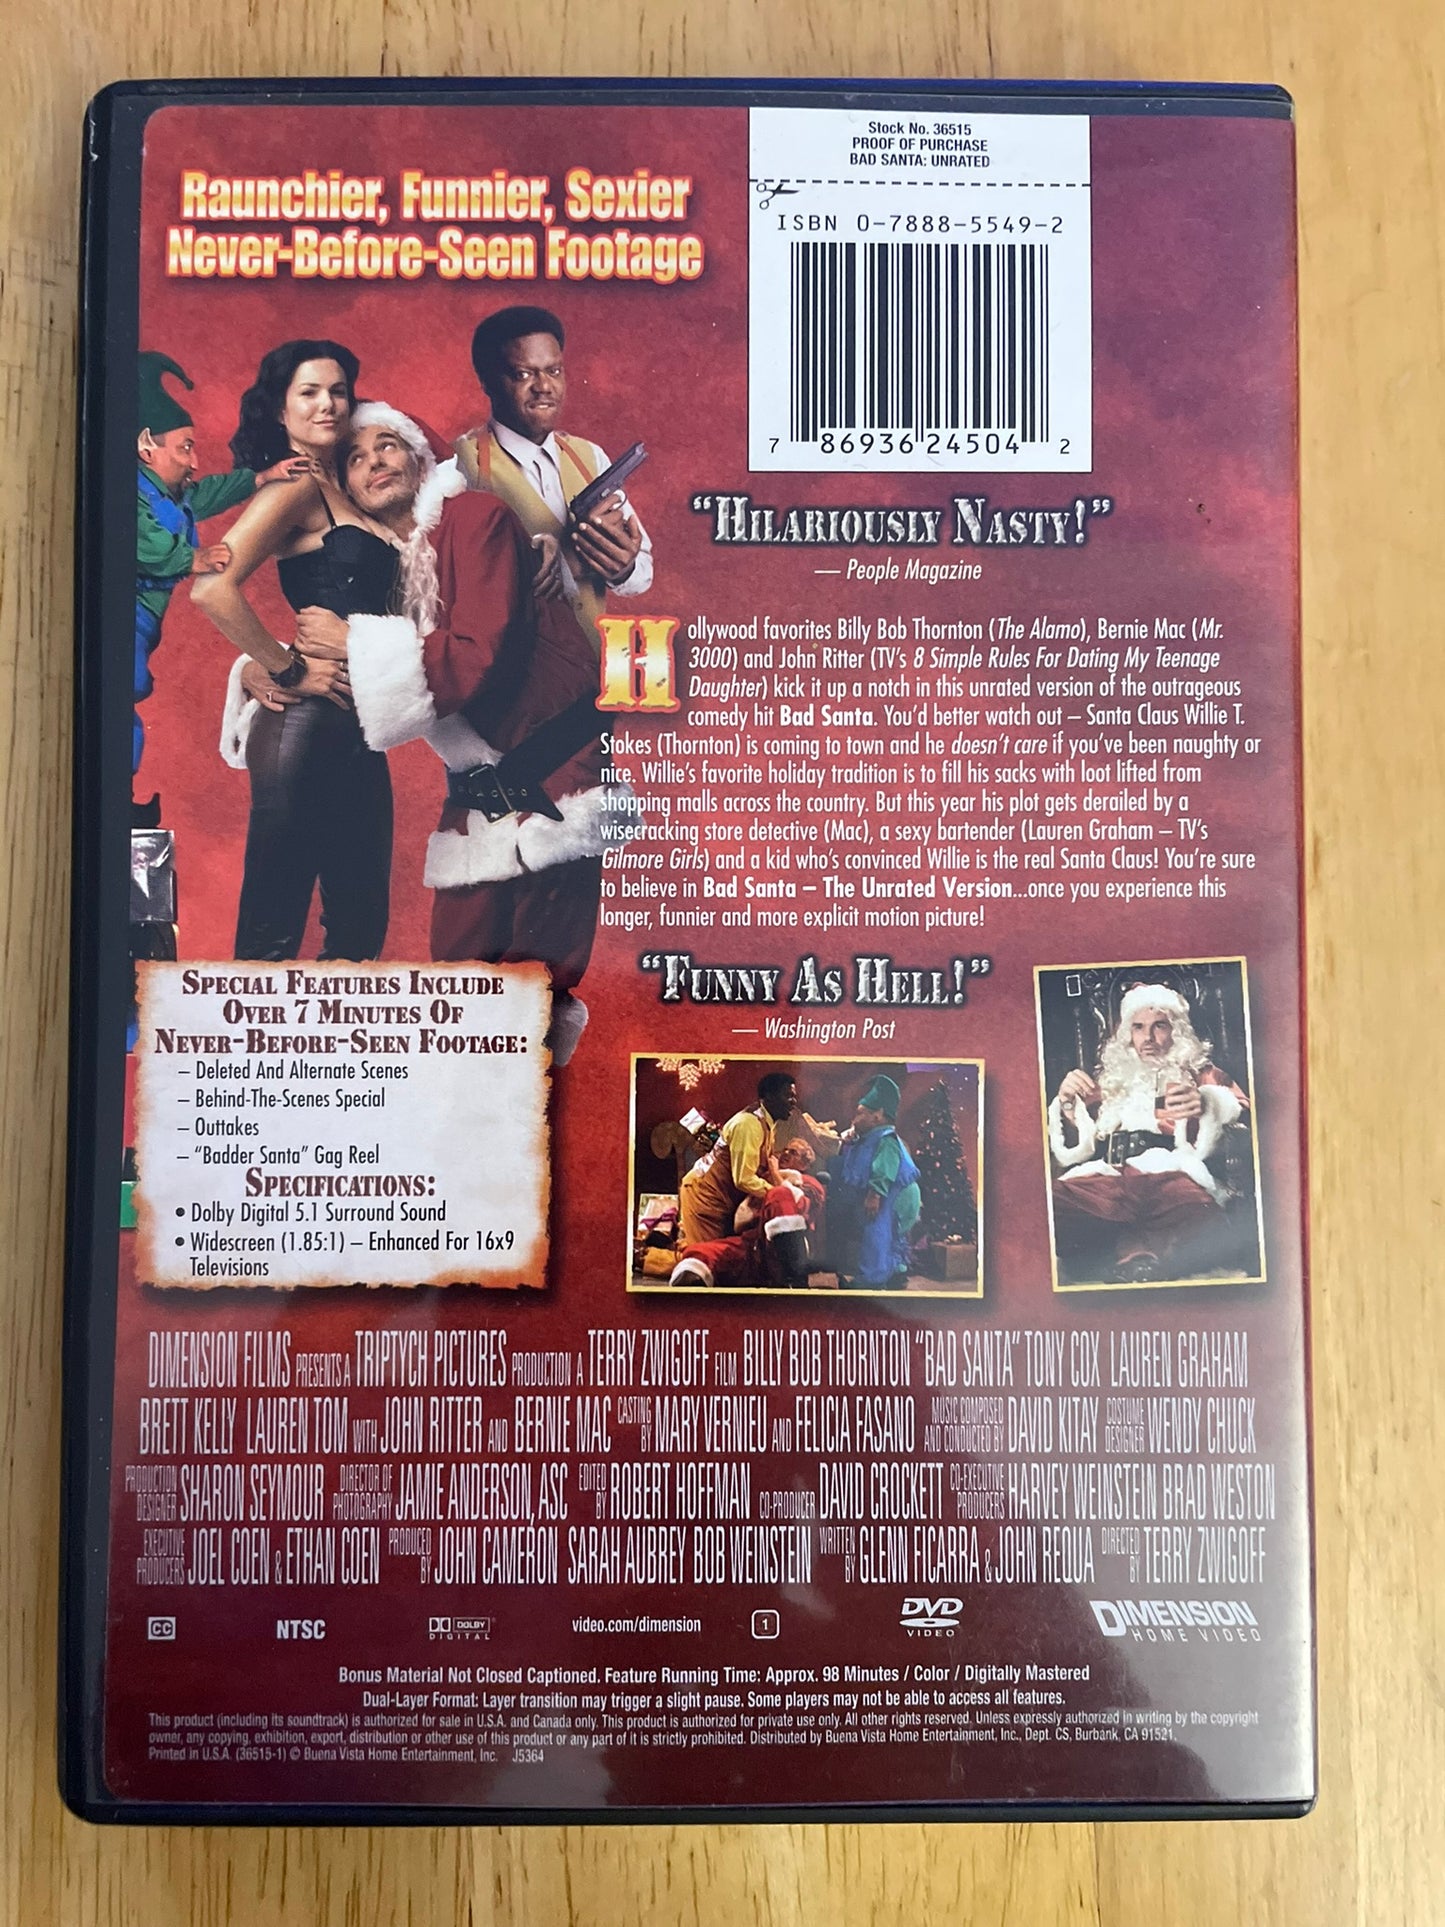 Stock No. 36515
PROOF OF PURCHASE
BAD SANTA: UNRATED
Raunchier, Funnier, Sexier
Never-Before-Seen Footage
ISBN 0-7888-5549-2
7 86936 24504 2
"HILARIOUSLY NASTY!"
— People Magazine
Hollywood favorites Billy Bob Thornton (The Alamo), Bernie Mac (Mr.
3000) and John Ritter (TV's 8 Simple Rules For Dating My Teenage
Daughter) kick it up a notch in this unrated version of the outrageous
comedy hit Bad Santa. You'd better watch out – Santa Claus Willie T.
Stokes (Thornton) is coming to town and he doesn't care if you've been naughty or
nice. Willie's favorite holiday tradition is to fill his sacks with loot lifted from
shopping malls across the country. But this year his plot gets derailed by a
wisecracking store detective (Mac), a sexy bartender (Lauren Graham – TV's
Gilmore Girls) and a kid who's convinced Willie is the real Santa Claus! You're sure
to believe in Bad Santa – The Unrated Version...once you experience this
longer, funnier and more explicit motion picture!
"FUNNY AS HELL!"
— Washington Post
SPECIAL FEATURES INCLUDE
OVER 7 MINUTES OF
NEVER-BEFORE-SEEN FOOTAGE:
– Deleted And Alternate Scenes
– Behind-The-Scenes Special
– Outtakes
– "Badder Santa" Gag Reel
SPECIFICATIONS:
• Dolby Digital 5.1 Surround Sound
• Widescreen (1.85:1) – Enhanced For 16x9
Televisions
DIMENSION FILMS PRESENTS A TRIPTYCH PICTURES PRODUCTION A TERRY ZWIGOFF FILM BILLY BOB THORNTON "BAD SANTA" TONY COX LAUREN GRAHAM
BRETT KELLY LAUREN TOM WITH JOHN RITTER AND BERNIE MAC CASTING BY MARY VERNIEU AND FELICIA FASANO MUSIC COMPOSED AND CONDUCTED BY DAVID KITAY COSTUME DESIGNER WENDY CHUCK
PRODUCTION DESIGNER SHARON SEYMOUR DIRECTOR OF PHOTOGRAPHY JAMIE ANDERSON, ASC EDITED BY ROBERT HOFFMAN CO-PRODUCER DAVID CROCKETT CO-EXECUTIVE PRODUCERS HARVEY WEINSTEIN BRAD WESTON
EXECUTIVE PRODUCERS JOEL COEN & ETHAN COEN PRODUCED BY JOHN CAMERON SARAH AUBREY BOB WEINSTEIN WRITTEN BY GLENN FICARRA & JOHN REQUA DIRECTED BY TERRY ZWIGOFF
CC NTSC DOLBY DIGITAL video.com/dimension 1 DVD VIDEO DIMENSION HOME VIDEO
Bonus Material Not Closed Captioned. Feature Running Time: Approx. 98 Minutes / Color / Digitally Mastered
Dual-Layer Format: Layer transition may trigger a slight pause. Some players may not be able to access all features.
This product (including its soundtrack) is authorized for sale in U.S.A. and Canada only. This product is authorized for private use only. All other rights reserved. Unless expressly authorized in writing by the copyright
owner, any copying, exhibition, export, distribution or other use of this product or any part of it is strictly prohibited. Distributed by Buena Vista Home Entertainment, Inc., Dept. CS, Burbank, CA 91521.
Printed in U.S.A. (36515-1) © Buena Vista Home Entertainment, Inc. J5364